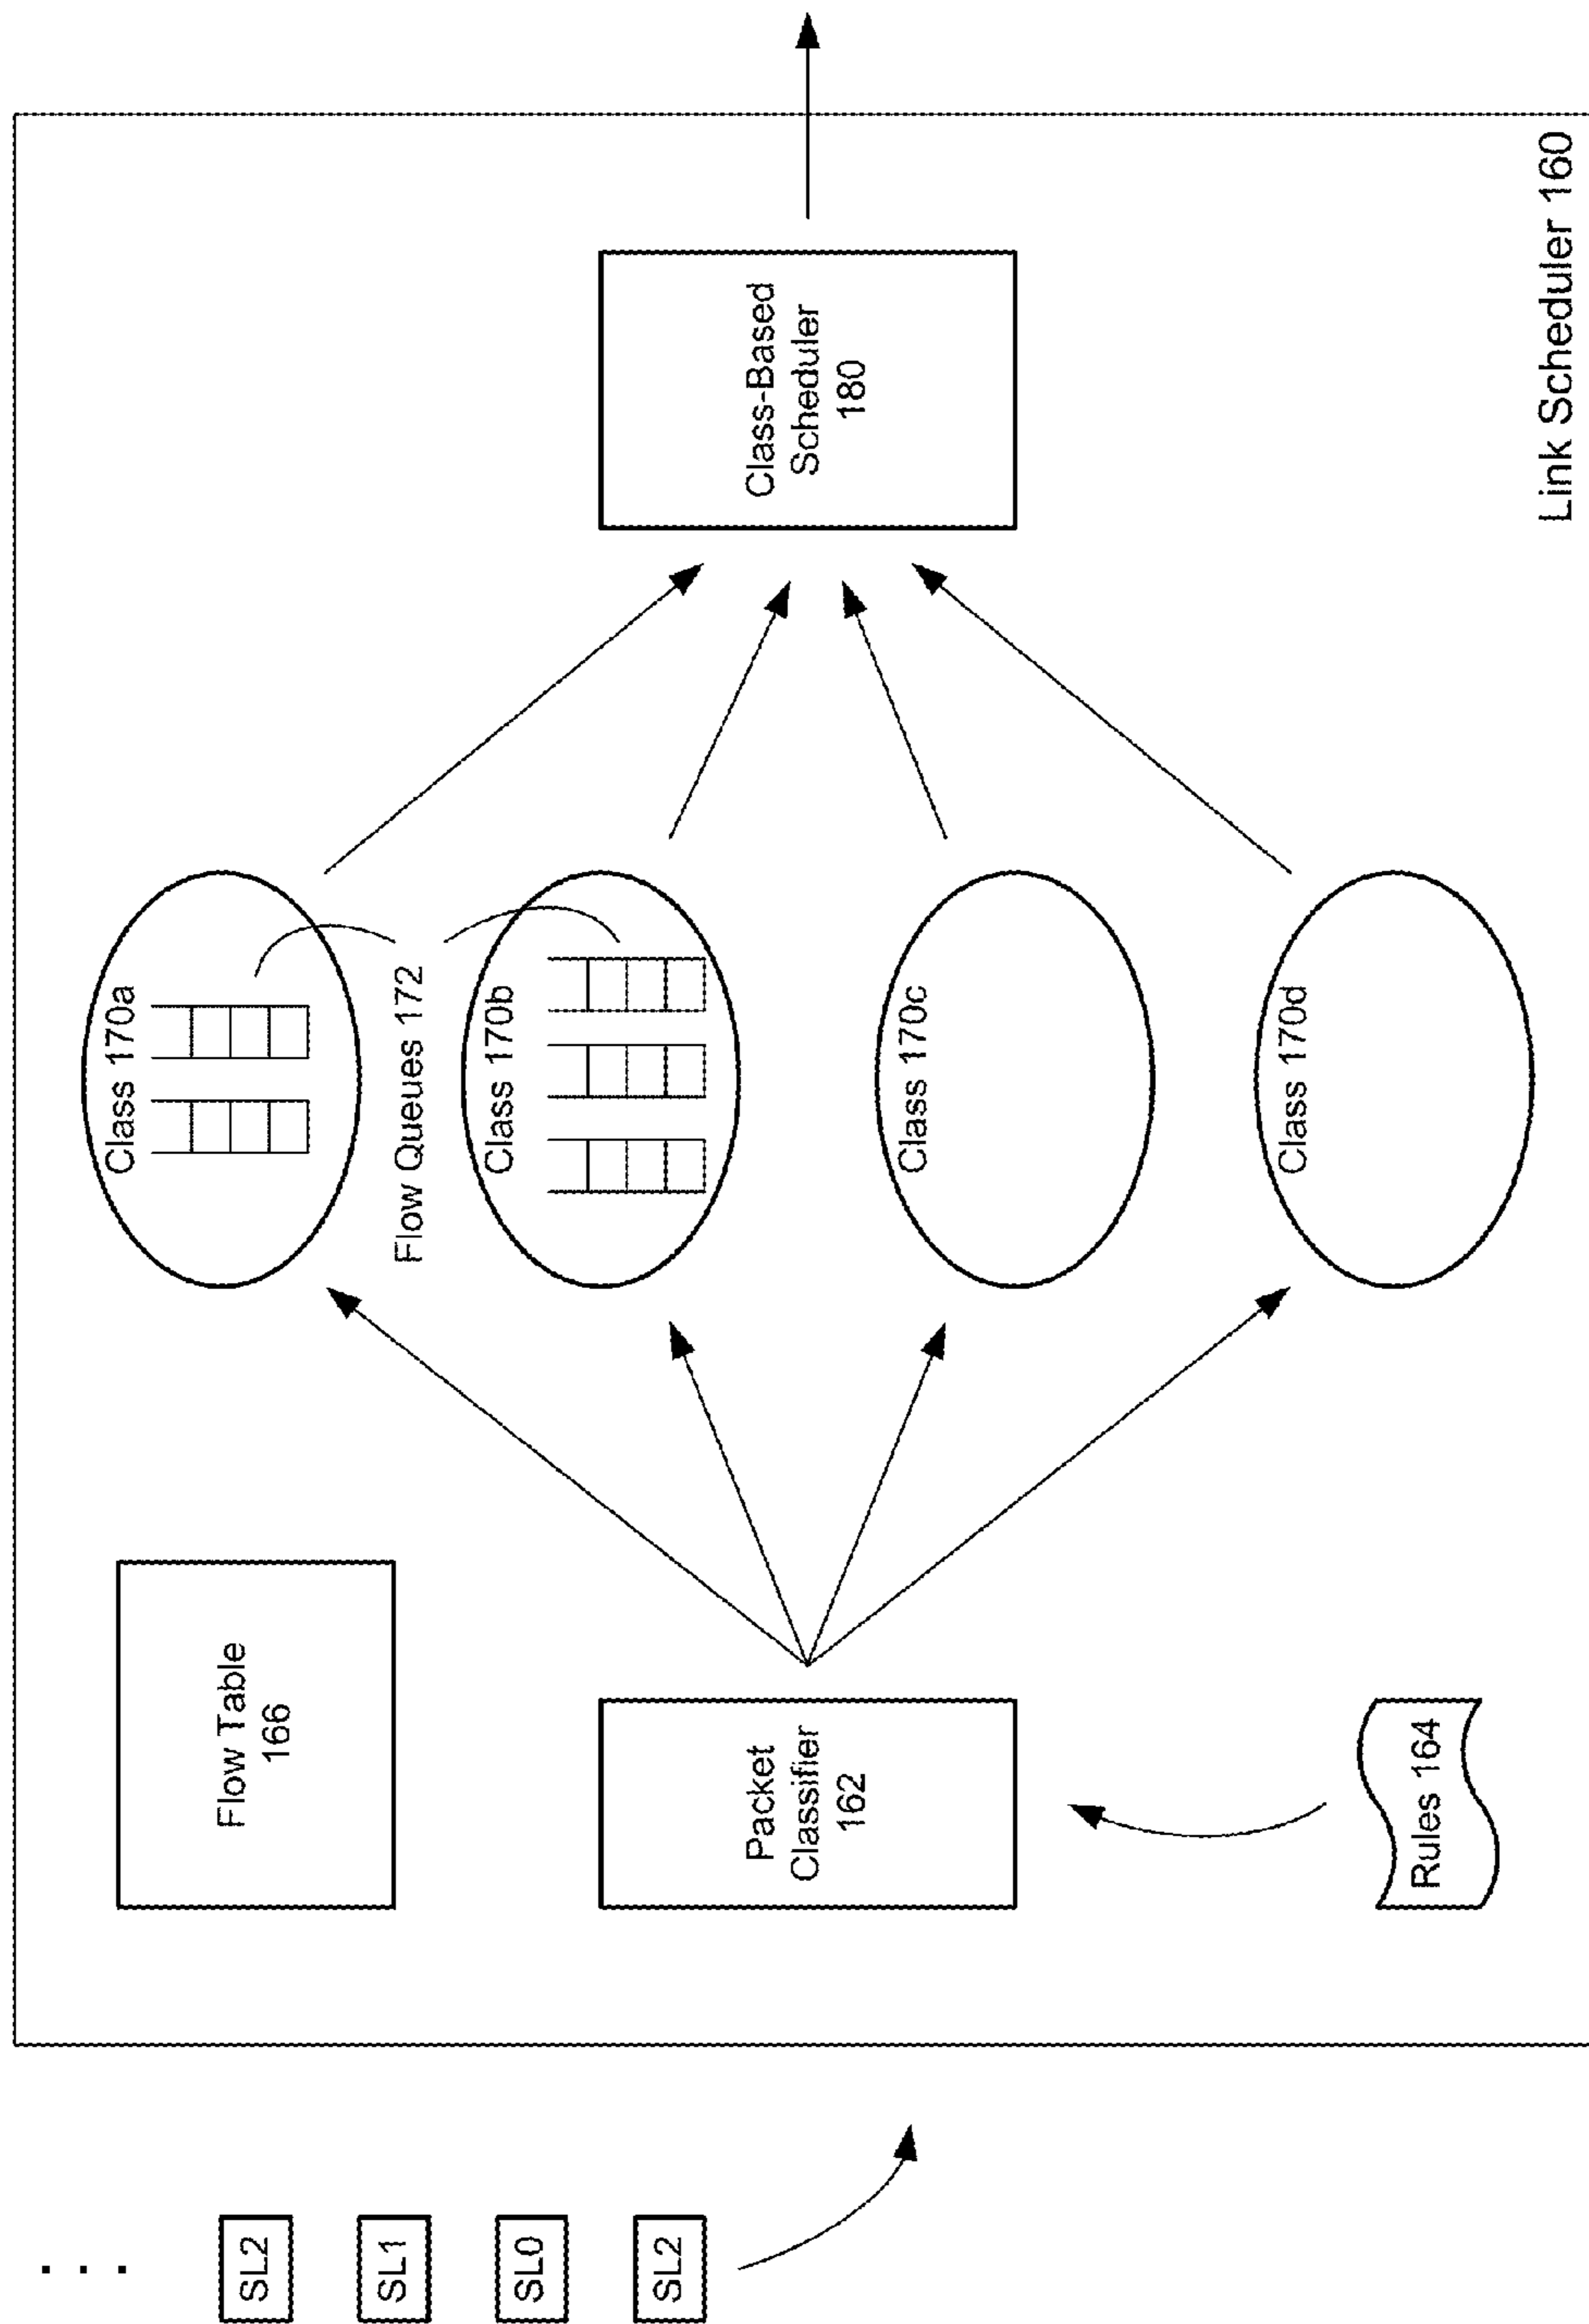 . . .
SL2
SL1
SL0
SL2
Flow Table
166
Packet
Classifier
162
Rules 164
Class 170a
Flow Queues 172
Class 170b
Class 170c
Class 170d
Class-Based
Scheduler
180
Link Scheduler 160